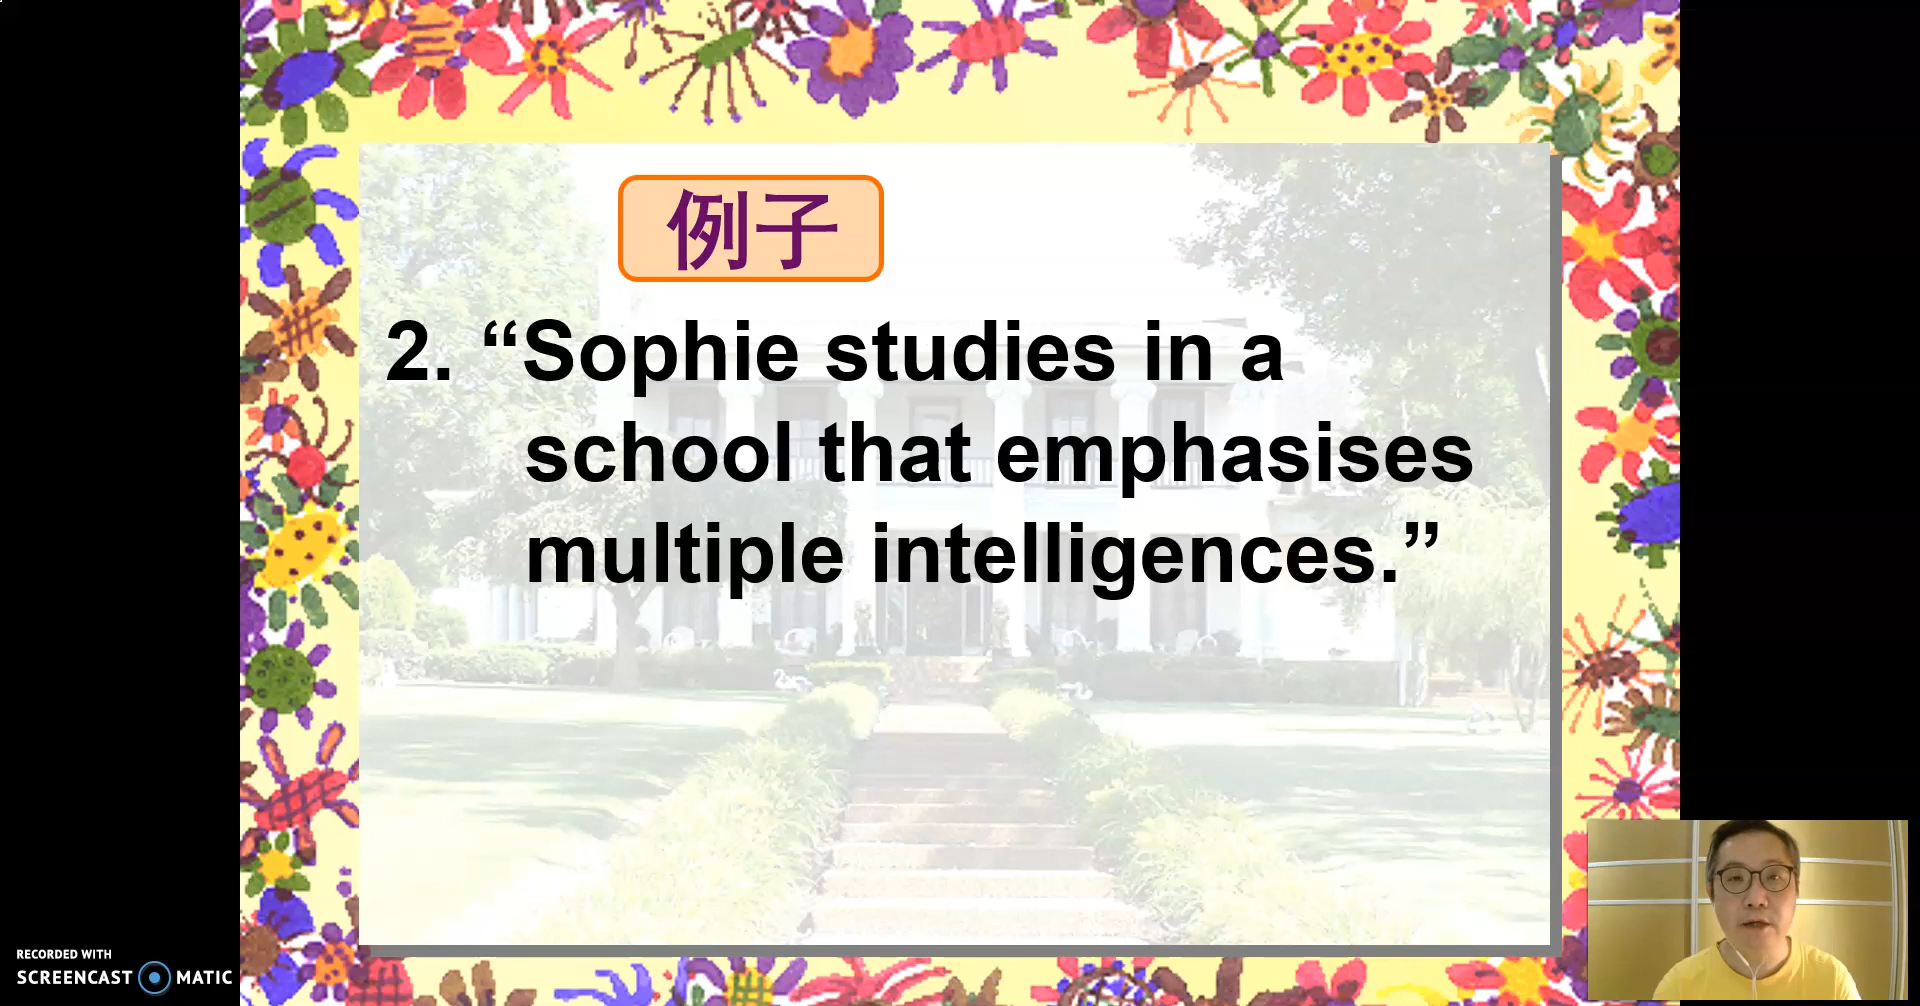 例子
2. “Sophie studies in a
school that emphasises
multiple intelligences.”
RECORDED WITH
SCREENCAST MATIC